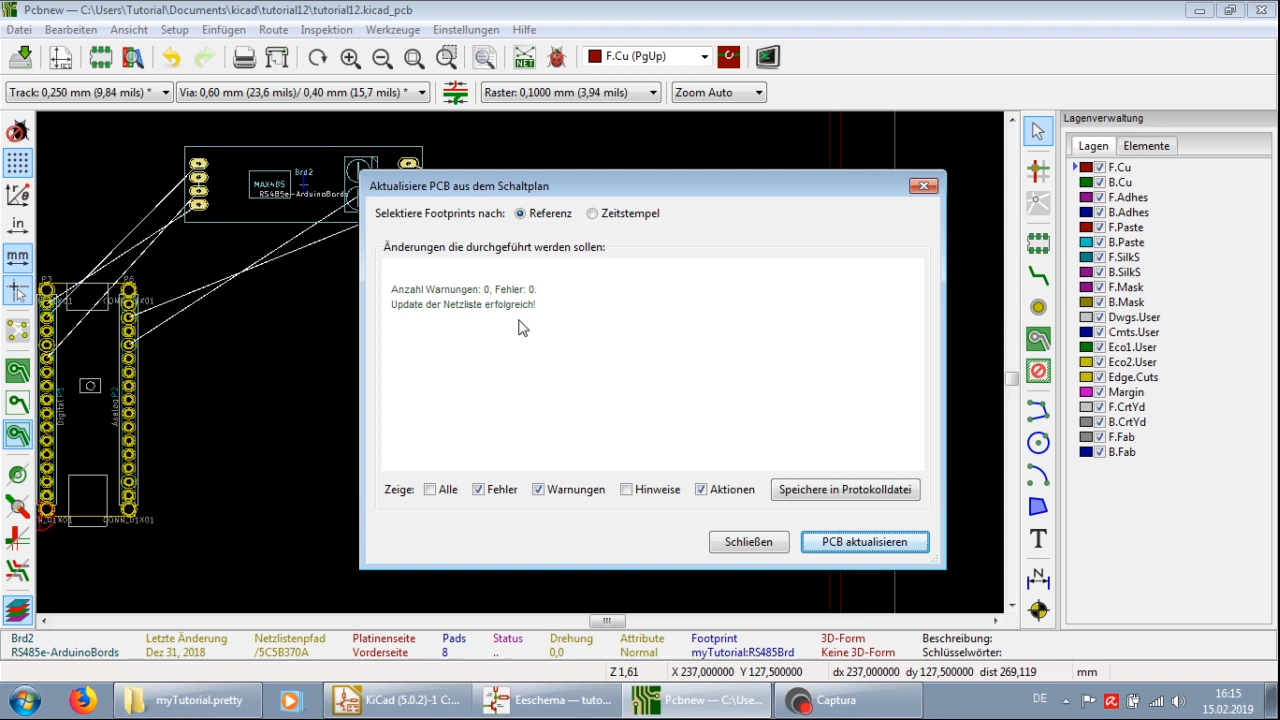 Pcbnew — C:\Users\Tutorial\Documents\kicad\tutorial12\tutorial12.kicad_pcb
Datei Bearbeiten Ansicht Setup Einfügen Route Inspektion Werkzeuge Einstellungen Hilfe
NET F.Cu (PgUp)
Track: 0,250 mm (9,84 mils) * Via: 0,60 mm (23,6 mils)/ 0,40 mm (15,7 mils) * Raster: 0,1000 mm (3,94 mils) Zoom Auto
Lagenverwaltung
Lagen Elemente
F.Cu
B.Cu
F.Adhes
B.Adhes
F.Paste
B.Paste
F.SilkS
B.SilkS
F.Mask
B.Mask
Dwgs.User
Cmts.User
Eco1.User
Eco2.User
Edge.Cuts
Margin
F.CrtYd
B.CrtYd
F.Fab
B.Fab
in
mm
Brd2
MAX485
RS485e-ArduinoBords
P3
P6
Digital
Analog
CONN_01X01
T
N
Aktualisiere PCB aus dem Schaltplan
Selektiere Footprints nach: Referenz Zeitstempel
Änderungen die durchgeführt werden sollen:
Anzahl Warnungen: 0, Fehler: 0.
Update der Netzliste erfolgreich!
Zeige: Alle Fehler Warnungen Hinweise Aktionen Speichere in Protokolldatei
Schließen PCB aktualisieren
Brd2 Letzte Änderung Netzlistenpfad Platinenseite Pads Status Drehung Attribute Footprint 3D-Form Beschreibung:
RS485e-ArduinoBords Dez 31, 2018 /5C5B370A Vorderseite 8 .. 0,0 Normal myTutorial:RS485Brd Keine 3D-Form Schlüsselwörter:
Z 1,61 X 237,000000 Y 127,500000 dx 237,000000 dy 127,500000 dist 269,119 mm
myTutorial.pretty KiCad (5.0.2)-1 C:... Eeschema — tuto... Pcbnew — C:\Use... Captura DE 16:15
15.02.2019